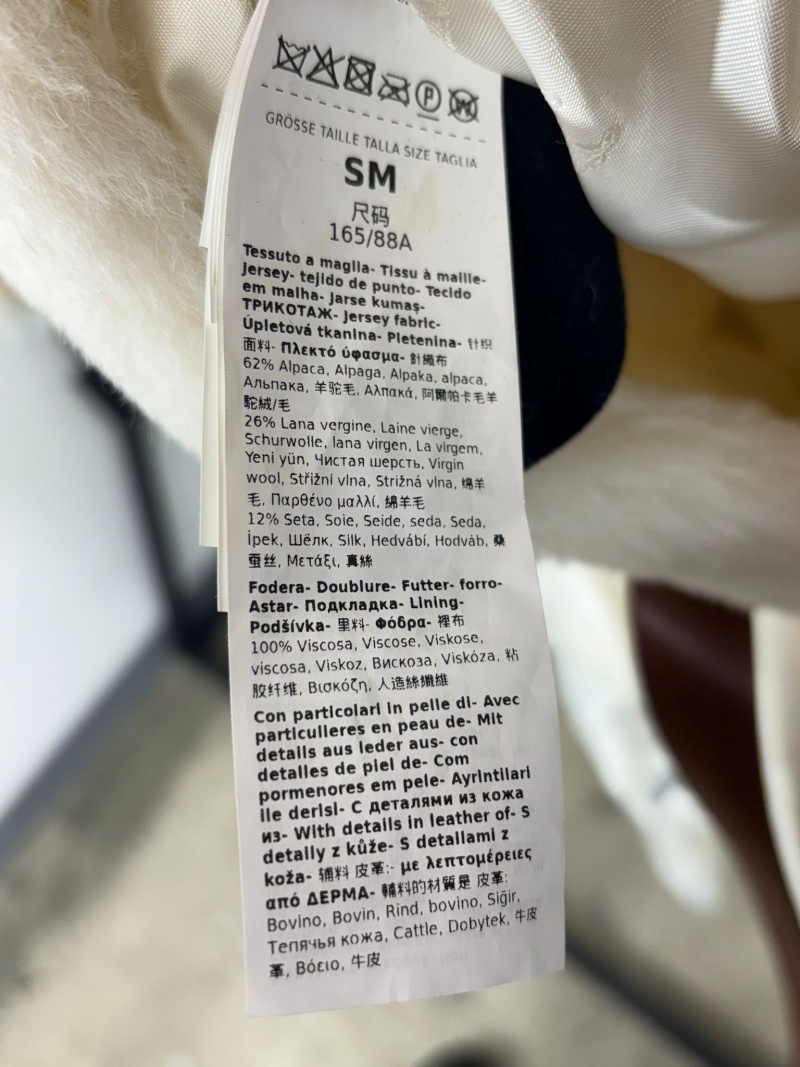 P
W
GRÖSSE TAILLE TALLA SIZE TAGLIA
SM
尺码
165/88A
Tessuto a maglia- Tissu à maille-
Jersey- tejido de punto- Tecido
em malha- Jarse kumaş-
ТРИКОТАЖ- Jersey fabric-
Úpletová tkanina- Pletenina- 针织
面料- Πλεκτό ύφασμα- 針織布
62% Alpaca, Alpaga, Alpaka, alpaca,
Альпака, 羊驼毛, Αλπακά, 阿爾帕卡毛羊
駝絨/毛
26% Lana vergine, Laine vierge,
Schurwolle, lana virgen, La virgem,
Yeni yün, Чистая шерсть, Virgin
wool, Střižní vlna, Strižná vlna, 绵羊
毛, Παρθένο μαλλί, 綿羊毛
12% Seta, Soie, Seide, seda, Seda,
İpek, Шёлк, Silk, Hedvábí, Hodváb, 桑
蚕丝, Μετάξι, 真絲
Fodera- Doublure- Futter- forro-
Astar- Подкладка- Lining-
Podšívka- 里料- Φόδρα- 裡布
100% Viscosa, Viscose, Viskose,
viscosa, Viskoz, Вискоза, Viskóza, 粘
胶纤维, Βισκόζη, 人造絲纖維
Con particolari in pelle di- Avec
particulieres en peau de- Mit
details aus leder aus- con
detalles de piel de- Com
pormenores em pele- Ayrintilari
ile derisi- С деталями из кожа
из- With details in leather of- S
detaily z kůže- S detailami z
koža- 辅料 皮革:- με λεπτομέρειες
από ΔΕΡΜΑ- 輔料的材質是 皮革:
Bovino, Bovin, Rind, bovino, Sığir,
Тепячья кожа, Cattle, Dobytek, 牛皮
革, Βόειο, 牛皮